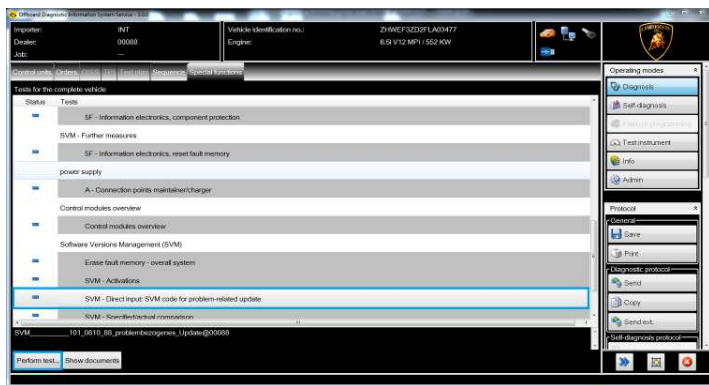 Offboard Diagnostic Information System Service - 3.0.0
Importer: INT
Dealer: 00088
Job: ---
Vehicle identification no.: ZHWEF3ZD2FLA03477
Engine: 6.5l V12 MPI / 552 KW
Control units Orders DISS TPI Test plan Sequence Special functions
Tests for the complete vehicle
Status Tests
SF - Information electronics, component protection
SVM - Further measures
SF - Information electronics, reset fault memory
power supply
A - Connection points maintainer/charger
Control modules overview
Control modules overview
Software Versions Management (SVM)
Erase fault memory - overall system
SVM - Activations
SVM - Direct input: SVM code for problem-related update
SVM - Specified/actual comparison
SVM_____101_0810_88_problembezogenes_Update@00088
Perform test... Show documents
Operating modes
Diagnosis
Self-diagnosis
Test instrument
Info
Admin
Protocol
General
Save
Print
Diagnostic protocol
Send
Copy
Send ext.
Self-diagnosis protocol